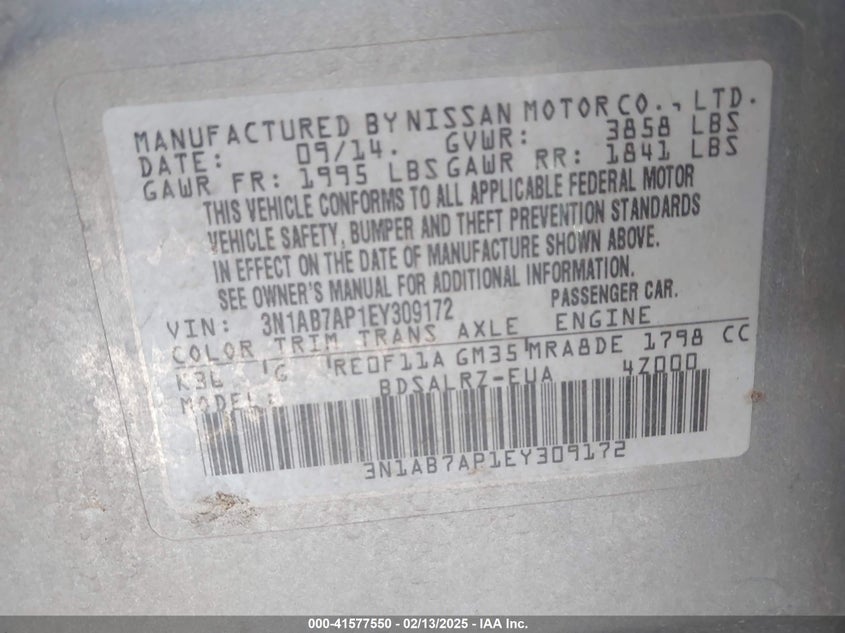 MANUFACTURED BY NISSAN MOTOR CO., LTD.
DATE: 09/14. GVWR: 3858 LBS
GAWR FR: 1995 LBS GAWR RR: 1841 LBS
THIS VEHICLE CONFORMS TO ALL APPLICABLE FEDERAL MOTOR
VEHICLE SAFETY, BUMPER AND THEFT PREVENTION STANDARDS
IN EFFECT ON THE DATE OF MANUFACTURE SHOWN ABOVE.
SEE OWNER'S MANUAL FOR ADDITIONAL INFORMATION.
VIN: 3N1AB7AP1EY309172 PASSENGER CAR.
COLOR TRIM TRANS AXLE ENGINE
G RE0F11A GM35 MRA8DE 1798 CC
MODEL: BDSALRZ-EUA 4Z000
3N1AB7AP1EY309172
000-41577550 - 02/13/2025 - IAA Inc.